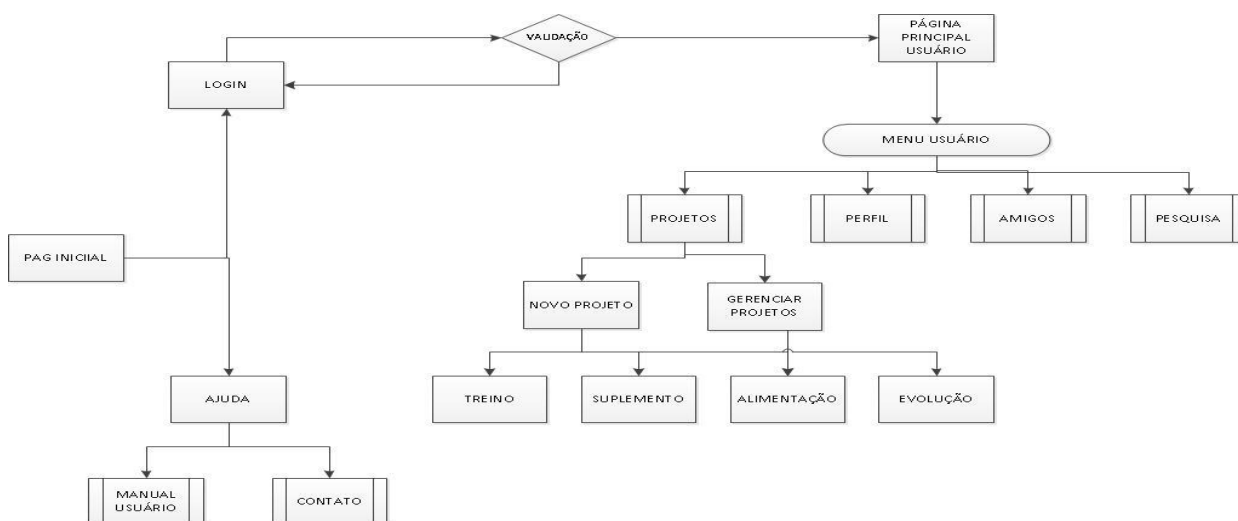 VALIDAÇÃO
PÁGINA
PRINCIPAL
USUÁRIO
LOGIN
MENU USUÁRIO
PROJETOS
PERFIL
AMIGOS
PESQUISA
PAG INICIIAL
NOVO PROJETO
GERENCIAR
PROJETOS
TREINO
SUPLEMENTO
ALIMENTAÇÃO
EVOLUÇÃO
AJUDA
MANUAL
USUÁRIO
CONTATO